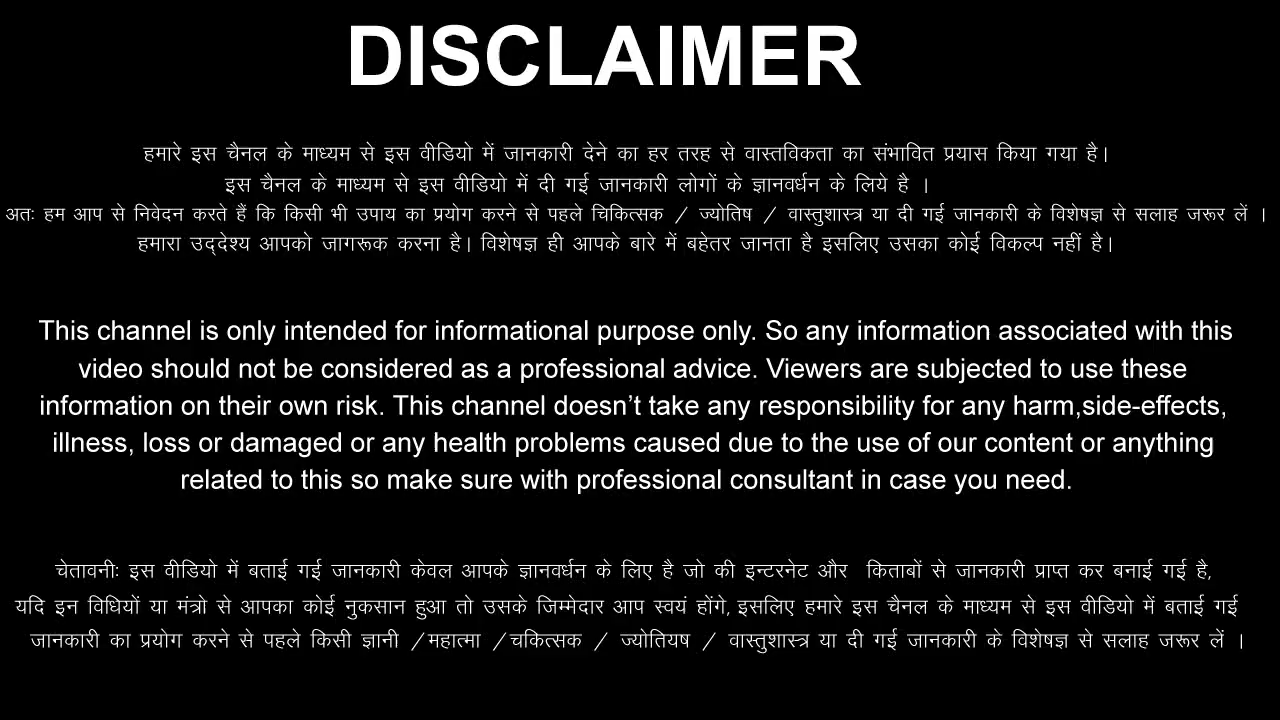 DISCLAIMER
हमारे इस चैनल के माध्यम से इस वीडियो में जानकारी देने का हर तरह से वास्तविकता का संभावित प्रयास किया गया है।
इस चैनल के माध्यम से इस वीडियो में दी गई जानकारी लोगों के ज्ञानवर्धन के लिये है ।
अतः हम आप से निवेदन करते हैं कि किसी भी उपाय का प्रयोग करने से पहले चिकित्सक / ज्योतिष / वास्तुशास्त्र या दी गई जानकारी के विशेषज्ञ से सलाह जरूर लें ।
हमारा उद्देश्य आपको जागरूक करना है। विशेषज्ञ ही आपके बारे में बहेतर जानता है इसलिए उसका कोई विकल्प नहीं है।
This channel is only intended for informational purpose only. So any information associated with this
video should not be considered as a professional advice. Viewers are subjected to use these
information on their own risk. This channel doesn’t take any responsibility for any harm,side-effects,
illness, loss or damaged or any health problems caused due to the use of our content or anything
related to this so make sure with professional consultant in case you need.
चेतावनीः इस वीडियो में बताई गई जानकारी केवल आपके ज्ञानवर्धन के लिए है जो की इन्टरनेट और किताबों से जानकारी प्राप्त कर बनाई गई है,
यदि इन विधियों या मंत्रो से आपका कोई नुकसान हुआ तो उसके जिम्मेदार आप स्वयं होंगे, इसलिए हमारे इस चैनल के माध्यम से इस वीडियो में बताई गई
जानकारी का प्रयोग करने से पहले किसी ज्ञानी /महात्मा /चकित्सक / ज्योतियष / वास्तुशास्त्र या दी गई जानकारी के विशेषज्ञ से सलाह जरूर लें ।